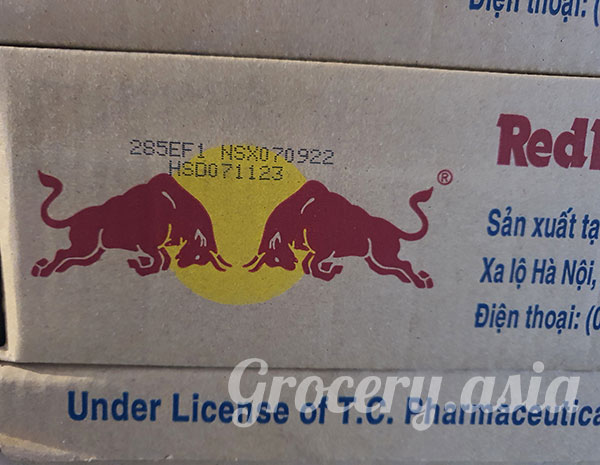 Điện thoại: (
285EF1 NSX070922
HSD071123
®
Red
Sản xuất tạ
Xa lộ Hà Nội,
Điện thoại: (0
Grocery.asia
Under License of T.C. Pharmaceutica